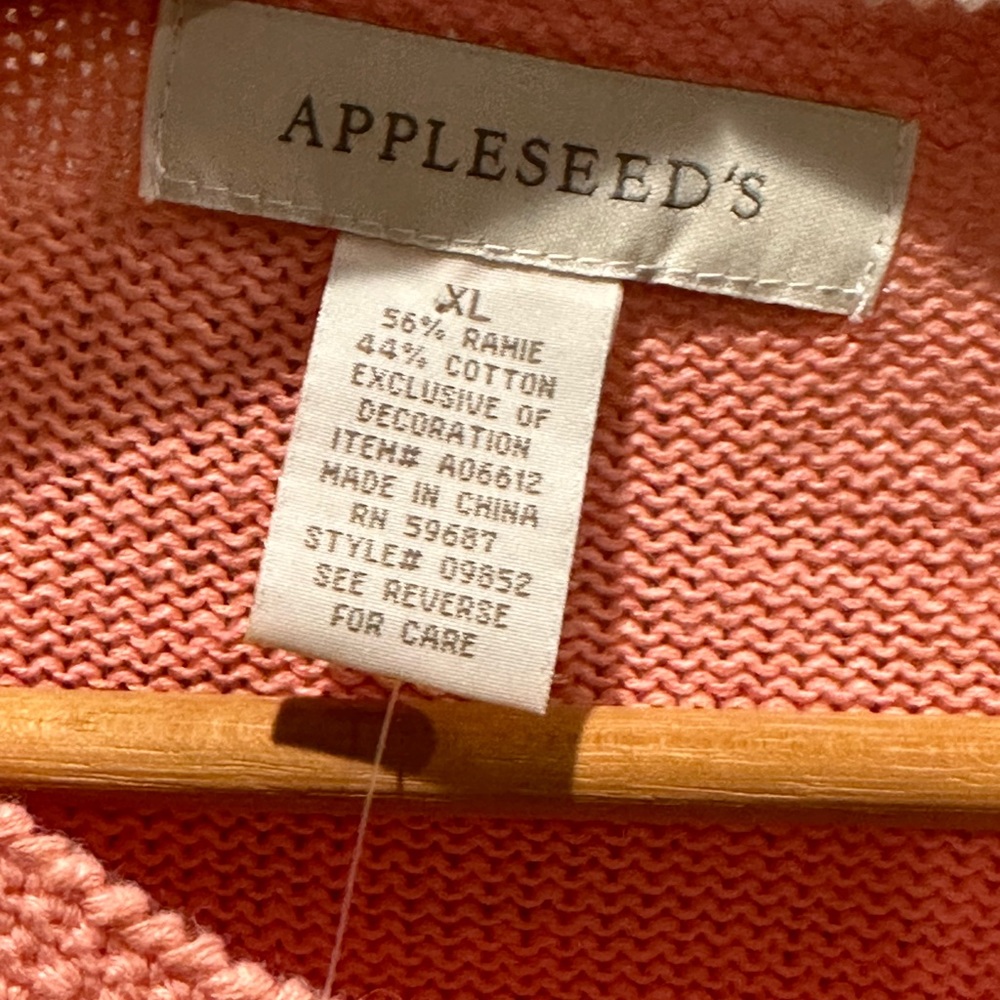 APPLESEED'S
XL
56% RAMIE
44% COTTON
EXCLUSIVE OF
DECORATION
ITEM# A06612
MADE IN CHINA
RN 59687
STYLE# 09852
SEE REVERSE
FOR CARE